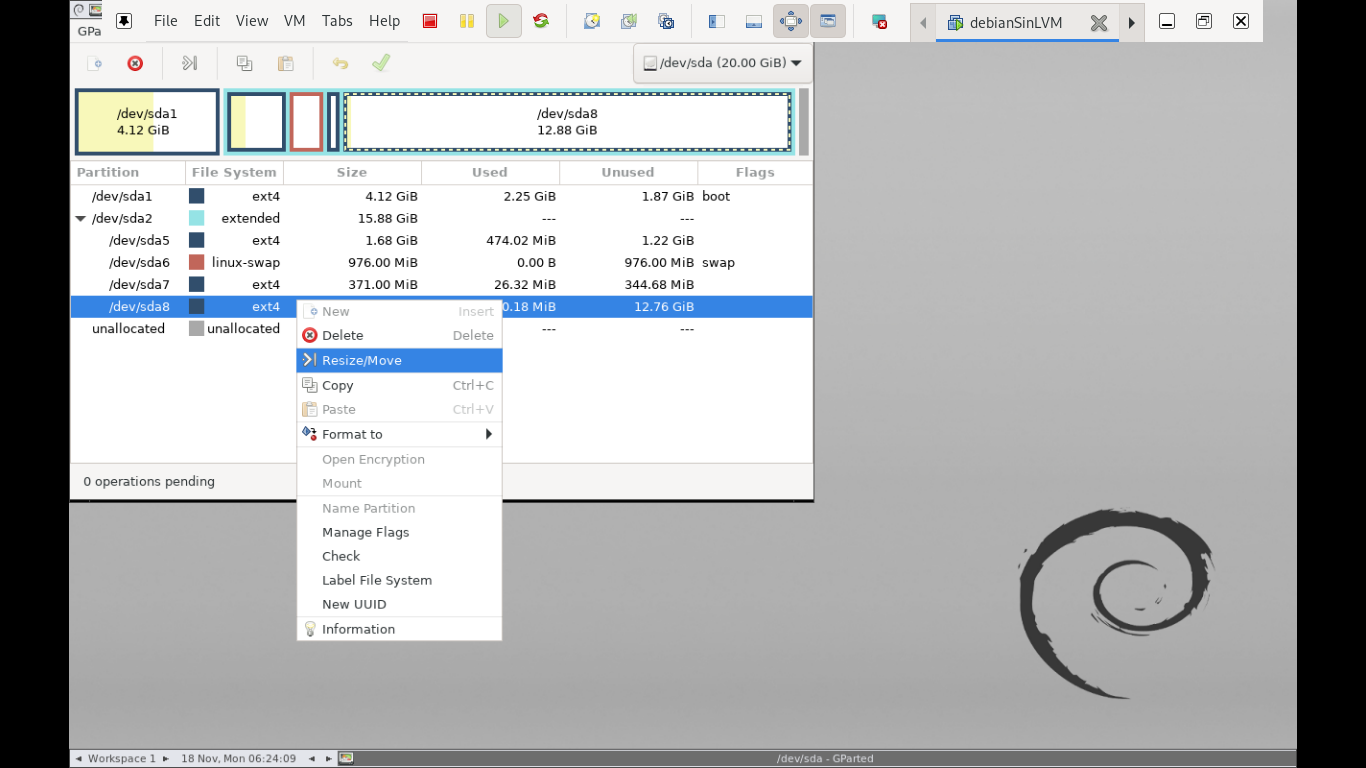 File Edit View VM Tabs Help
debianSinLVM
GPa
/dev/sda (20.00 GiB)
/dev/sda1
4.12 GiB
/dev/sda8
12.88 GiB
Partition File System Size Used Unused Flags
/dev/sda1 ext4 4.12 GiB 2.25 GiB 1.87 GiB boot
/dev/sda2 extended 15.88 GiB --- ---
/dev/sda5 ext4 1.68 GiB 474.02 MiB 1.22 GiB
/dev/sda6 linux-swap 976.00 MiB 0.00 B 976.00 MiB swap
/dev/sda7 ext4 371.00 MiB 26.32 MiB 344.68 MiB
/dev/sda8 ext4 0.18 MiB 12.76 GiB
unallocated unallocated --- ---
New Insert
Delete Delete
Resize/Move
Copy Ctrl+C
Paste Ctrl+V
Format to
Open Encryption
Mount
Name Partition
Manage Flags
Check
Label File System
New UUID
Information
0 operations pending
Workspace 1 18 Nov, Mon 06:24:09 /dev/sda - GParted